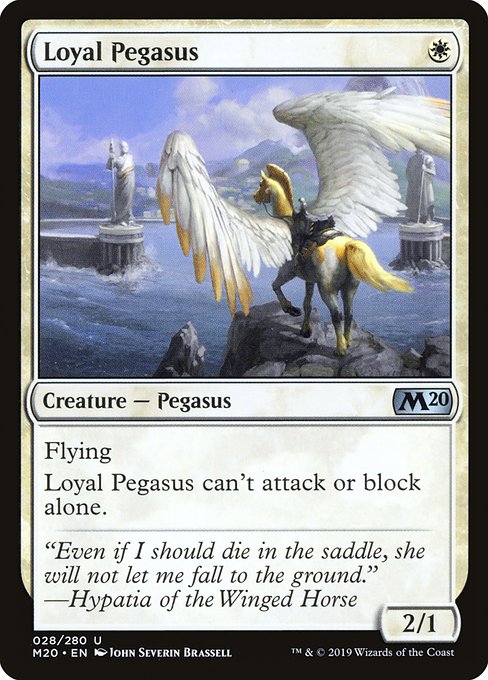 Loyal Pegasus
Creature — Pegasus
M20
Flying
Loyal Pegasus can't attack or block
alone.
“Even if I should die in the saddle, she
will not let me fall to the ground.”
—Hypatia of the Winged Horse
2/1
028/280 U
M20 • EN JOHN SEVERIN BRASSELL
™ & © 2019 Wizards of the Coast